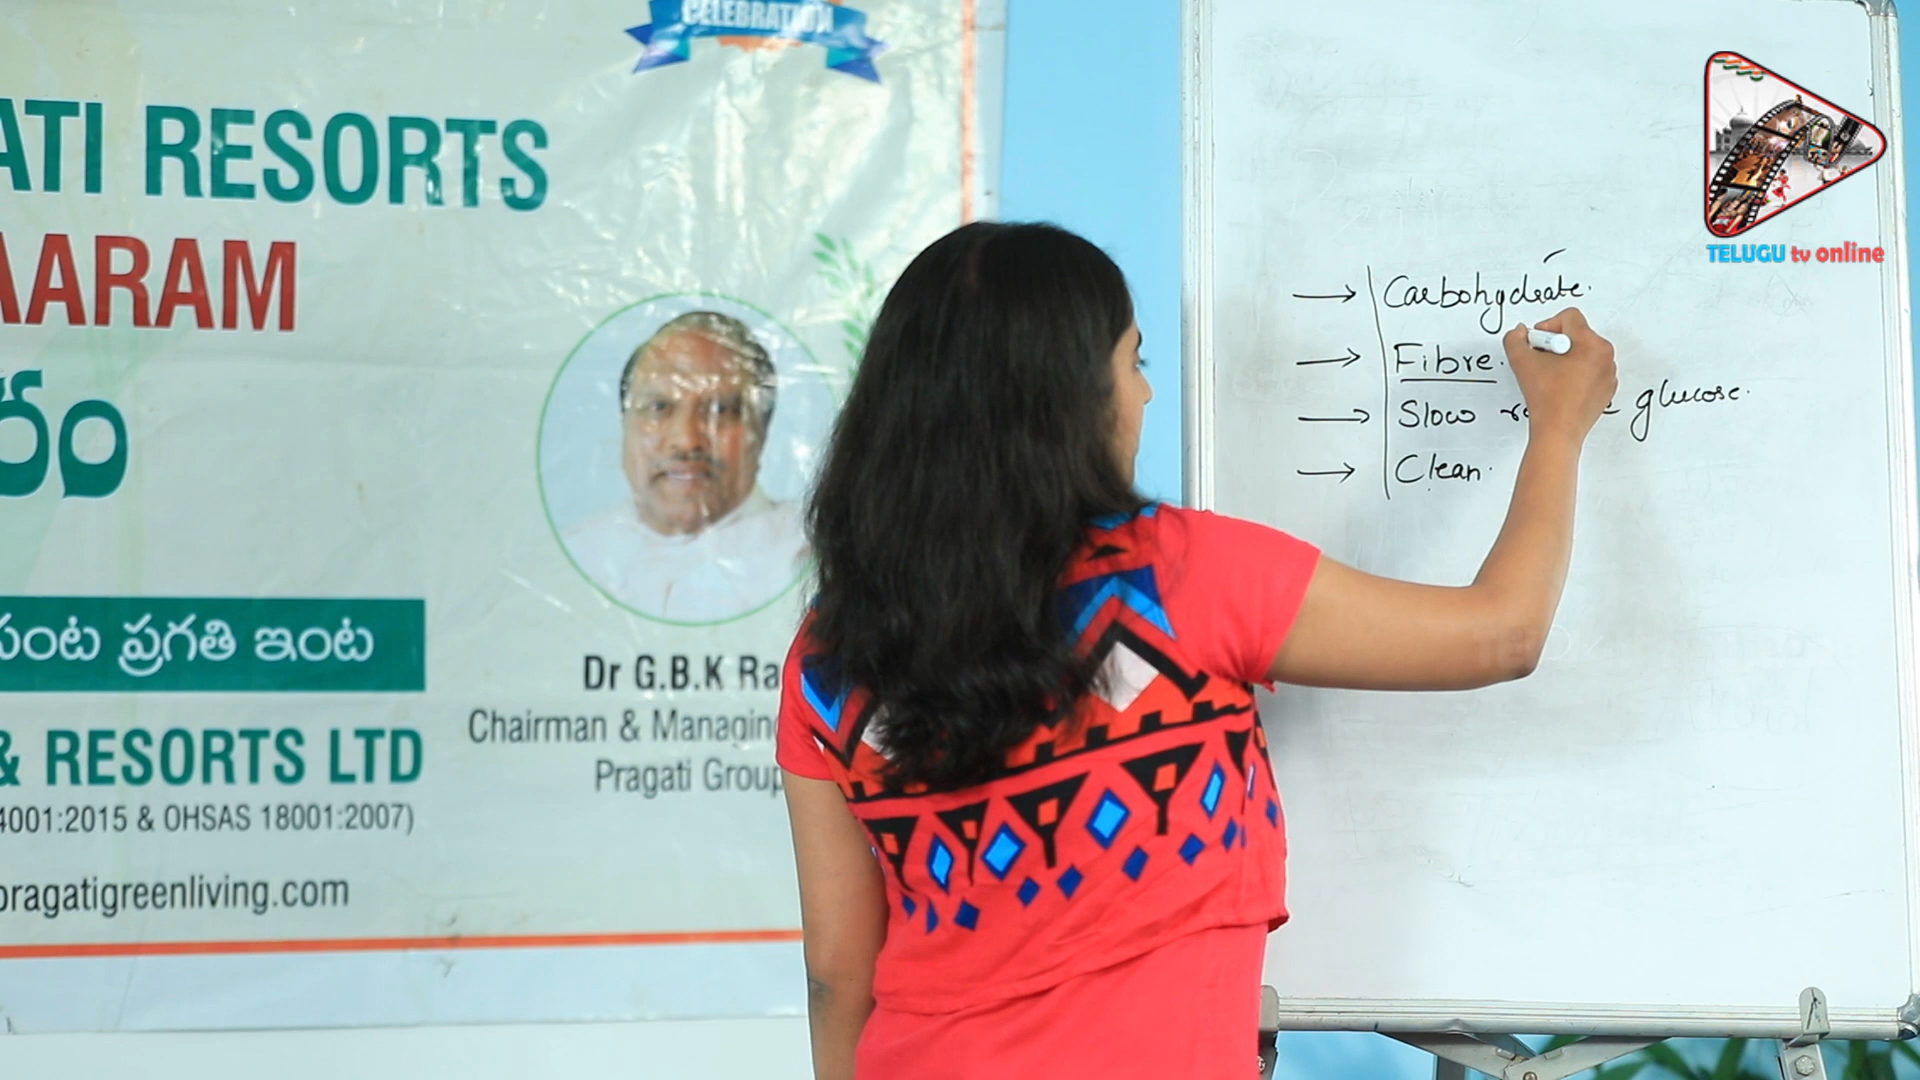 CELEBRATION
ATI RESORTS
AARAM
రం
పంట ప్రగతి ఇంట
& RESORTS LTD
4001:2015 & OHSAS 18001:2007)
pragatigreenliving.com
Dr G.B.K Ra
Chairman & Managing
Pragati Group
TELUGU tv online
→ Carbohydrate.
→ Fibre.
→ Slow glucose.
→ Clean.